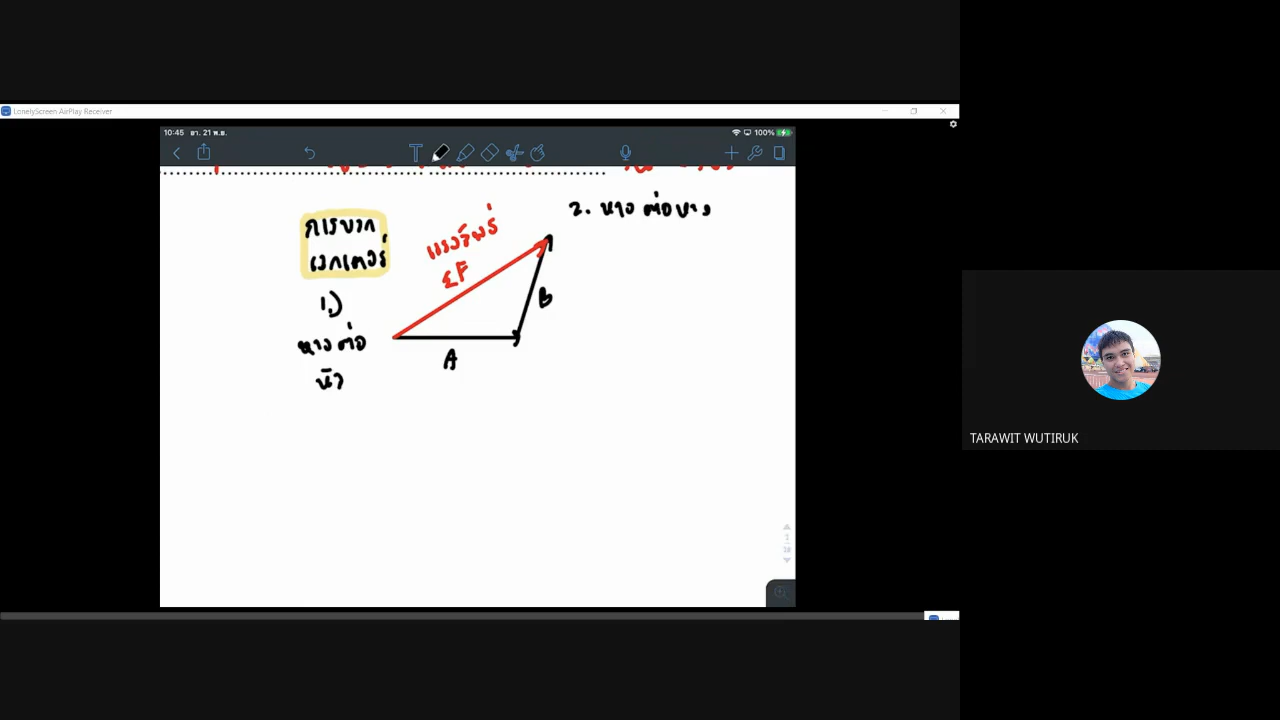 LonelyScreen AirPlay Receiver
10:45 อา. 21 พ.ย.
100%
การบวก
เวกเตอร์
1.)
หางต่อ
หัว
แรงลัพธ์
ΣF
A
B
2. หางต่อหาง
TARAWIT WUTIRUK